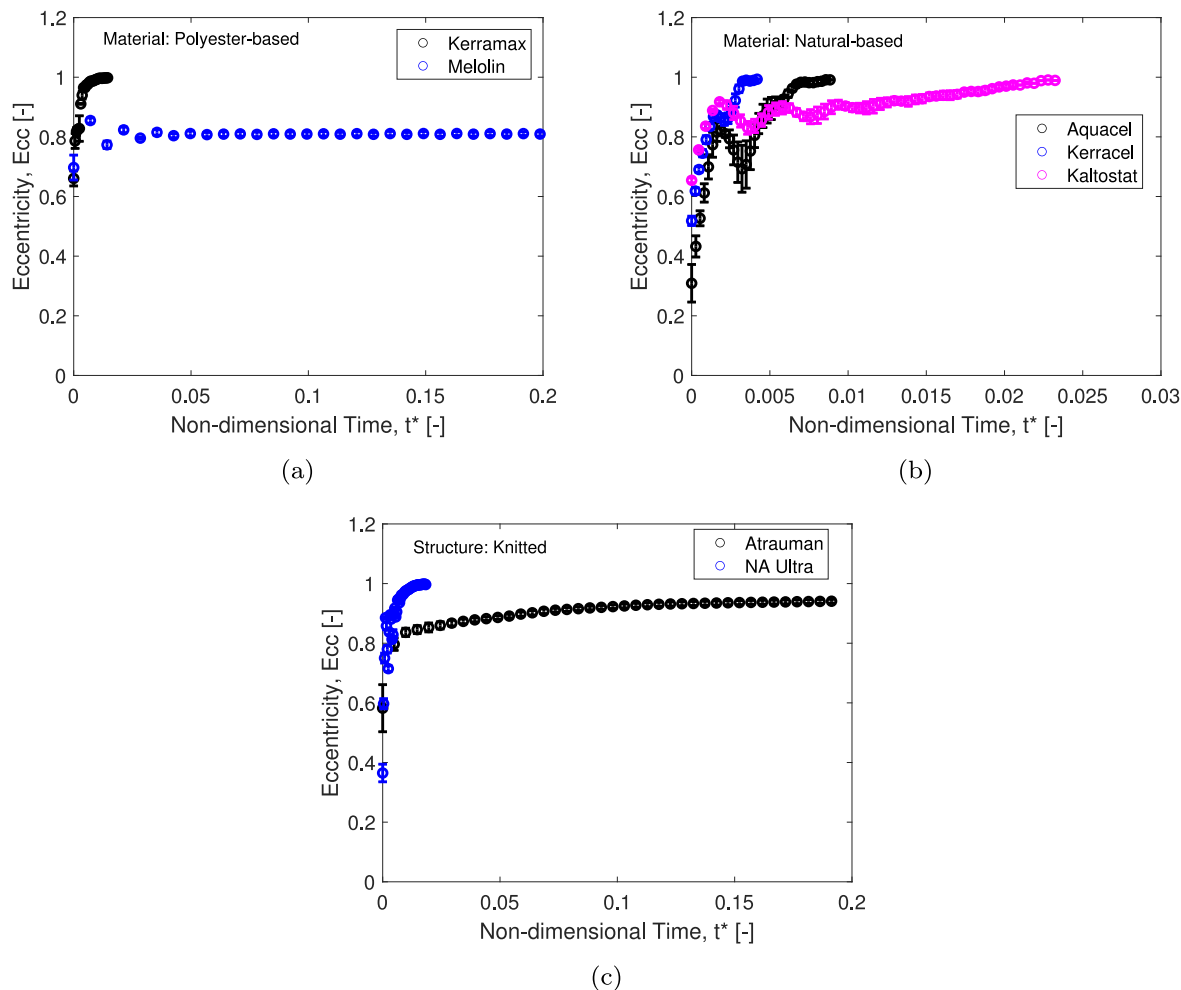 Material: Polyester-based
Kerramax
Melolin
1.2
1
0.8
0.6
0.4
0.2
0
Eccentricity, Ecc [-]
0 0.05 0.1 0.15 0.2
Non-dimensional Time, t* [-]
(a)
Material: Natural-based
Aquacel
Kerracel
Kaltostat
1.2
1
0.8
0.6
0.4
0.2
0
Eccentricity, Ecc [-]
0 0.005 0.01 0.015 0.02 0.025 0.03
Non-dimensional Time, t* [-]
(b)
Structure: Knitted
Atrauman
NA Ultra
1.2
1
0.8
0.6
0.4
0.2
0
Eccentricity, Ecc [-]
0 0.05 0.1 0.15 0.2
Non-dimensional Time, t* [-]
(c)